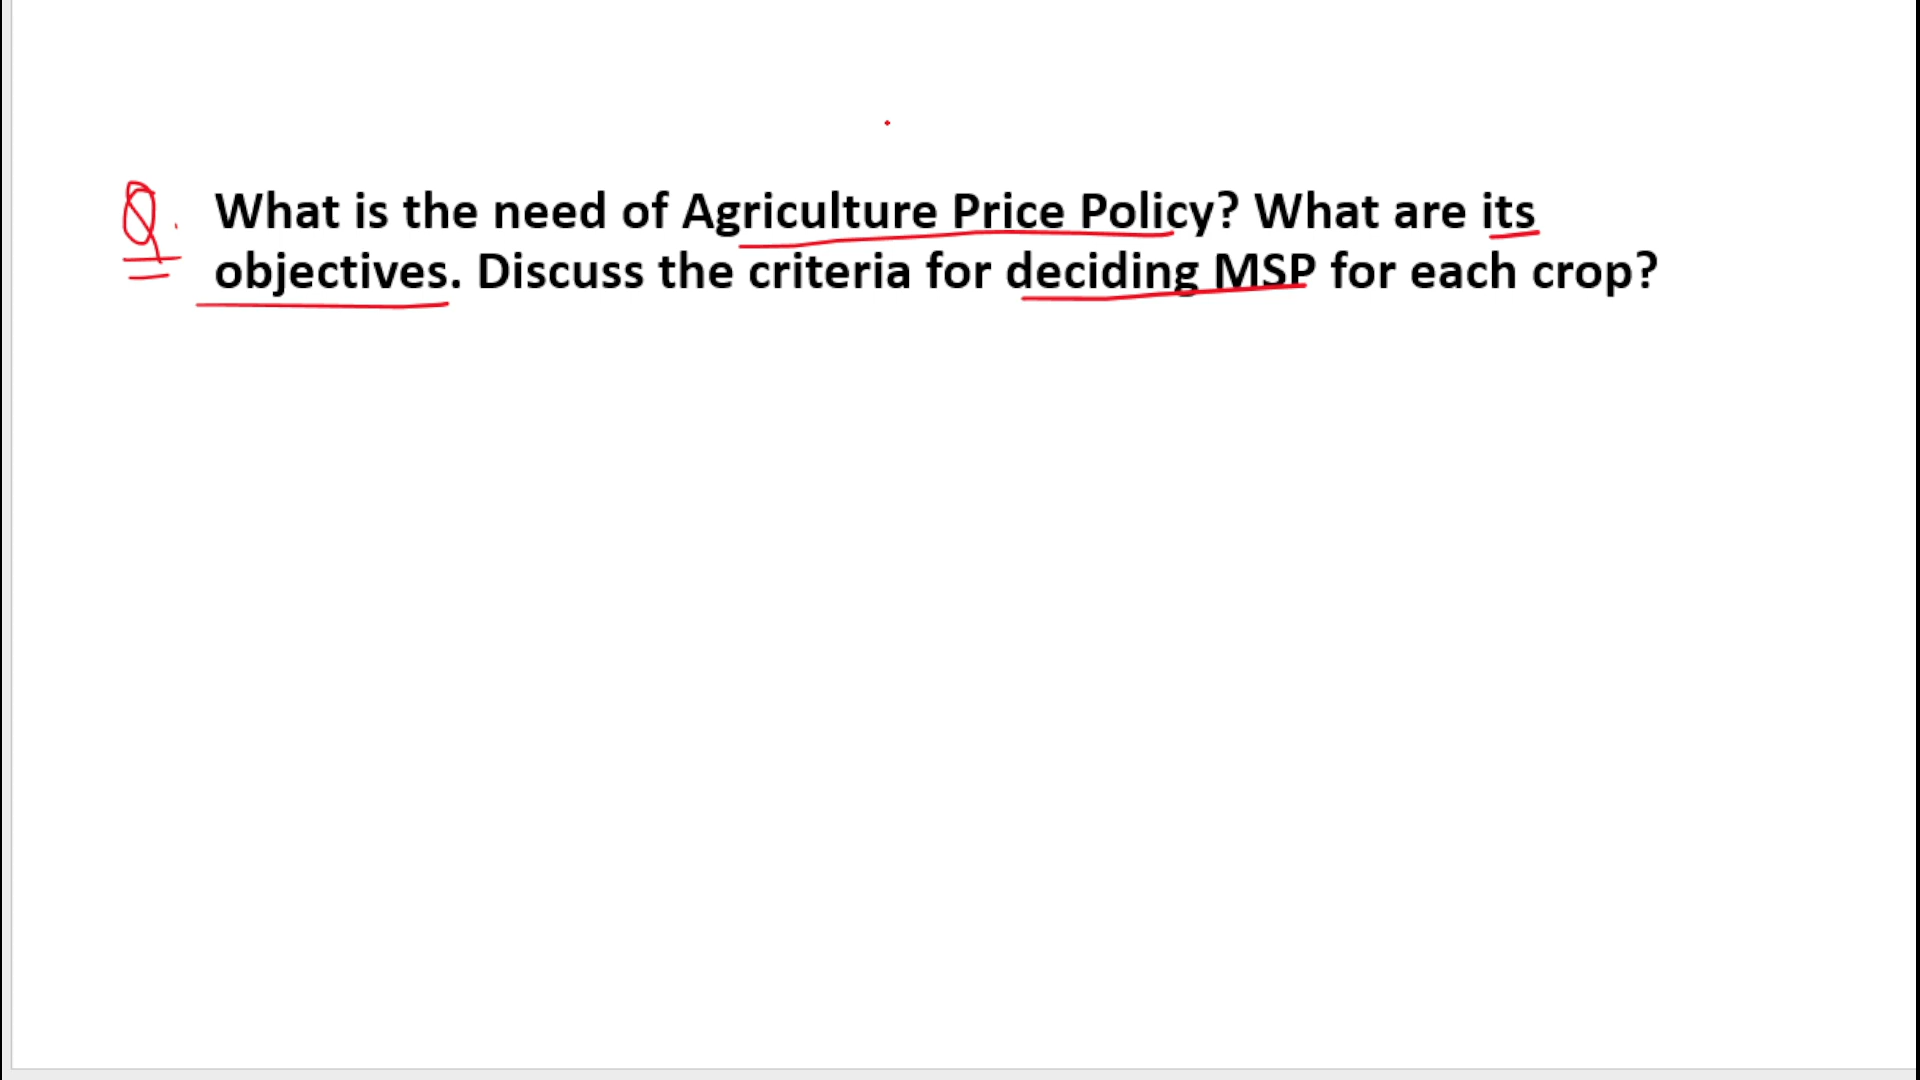 Q. What is the need of Agriculture Price Policy? What are its
objectives. Discuss the criteria for deciding MSP for each crop?